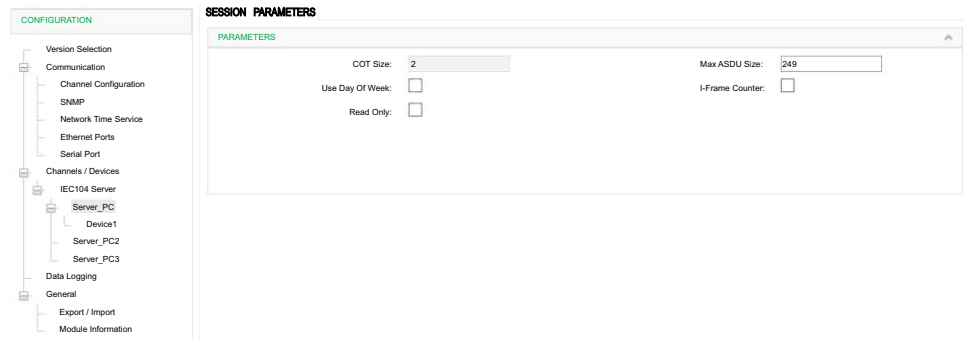 CONFIGURATION
Version Selection
Communication
Channel Configuration
SNMP
Network Time Service
Ethernet Ports
Serial Port
Channels / Devices
IEC104 Server
Server_PC
Device1
Server_PC2
Server_PC3
Data Logging
General
Export / Import
Module Information
SESSION PARAMETERS
PARAMETERS
COT Size: 2
Max ASDU Size: 249
Use Day Of Week:
I-Frame Counter:
Read Only: